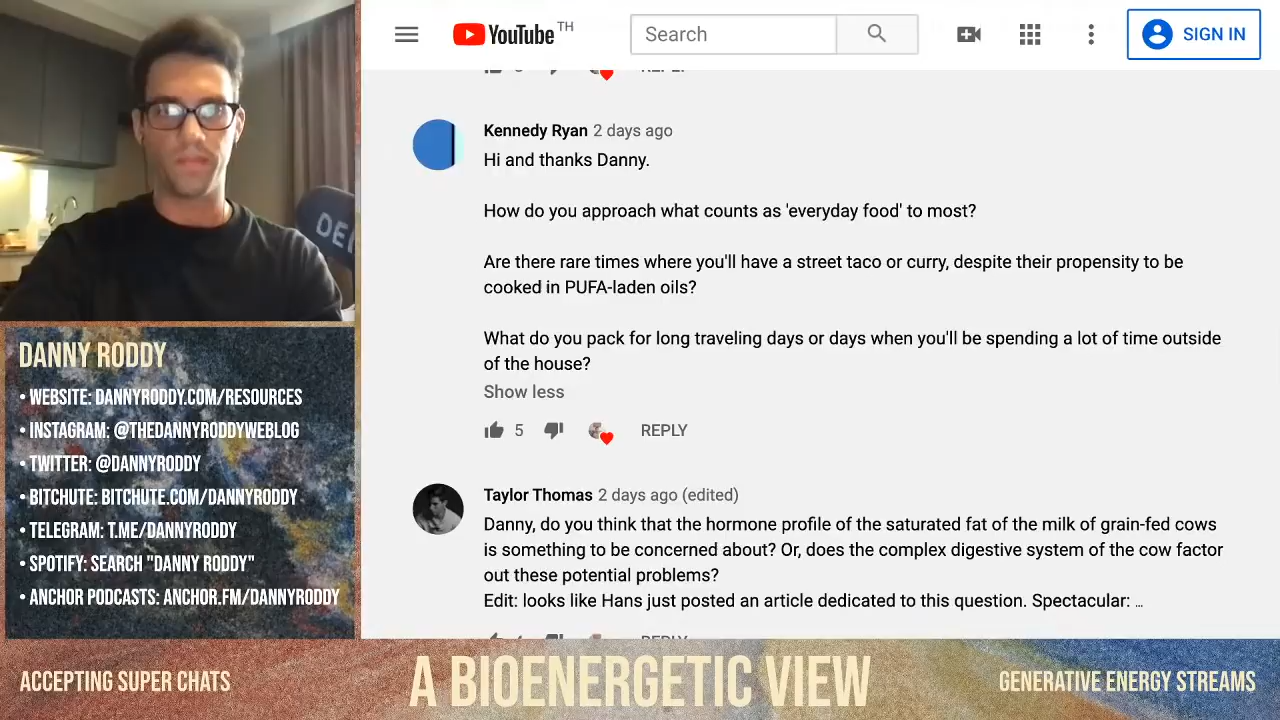 YouTube TH
Search
SIGN IN
Kennedy Ryan 2 days ago
Hi and thanks Danny.
How do you approach what counts as 'everyday food' to most?
Are there rare times where you'll have a street taco or curry, despite their propensity to be
cooked in PUFA-laden oils?
What do you pack for long traveling days or days when you'll be spending a lot of time outside
of the house?
Show less
5 REPLY
Taylor Thomas 2 days ago (edited)
Danny, do you think that the hormone profile of the saturated fat of the milk of grain-fed cows
is something to be concerned about? Or, does the complex digestive system of the cow factor
out these potential problems?
Edit: looks like Hans just posted an article dedicated to this question. Spectacular: ...
DANNY RODDY
• WEBSITE: DANNYRODDY.COM/RESOURCES
• INSTAGRAM: @THEDANNYRODDYWEBLOG
• TWITTER: @DANNYRODDY
• BITCHUTE: BITCHUTE.COM/DANNYRODDY
• TELEGRAM: T.ME/DANNYRODDY
• SPOTIFY: SEARCH "DANNY RODDY"
• ANCHOR PODCASTS: ANCHOR.FM/DANNYRODDY
ACCEPTING SUPER CHATS
A BIOENERGETIC VIEW
GENERATIVE ENERGY STREAMS